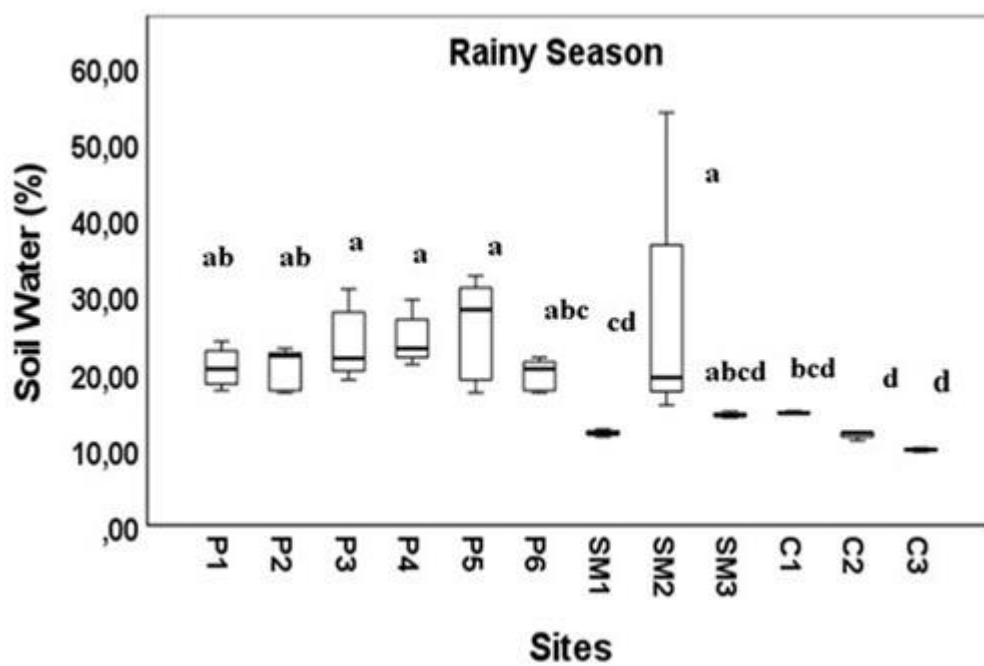 Rainy Season
Soil Water (%)
60,00
50,00
40,00
30,00
20,00
10,00
,00
ab
ab
a
a
a
abc
cd
a
abcd
bcd
d
d
P1
P2
P3
P4
P5
P6
SM1
SM2
SM3
C1
C2
C3
Sites